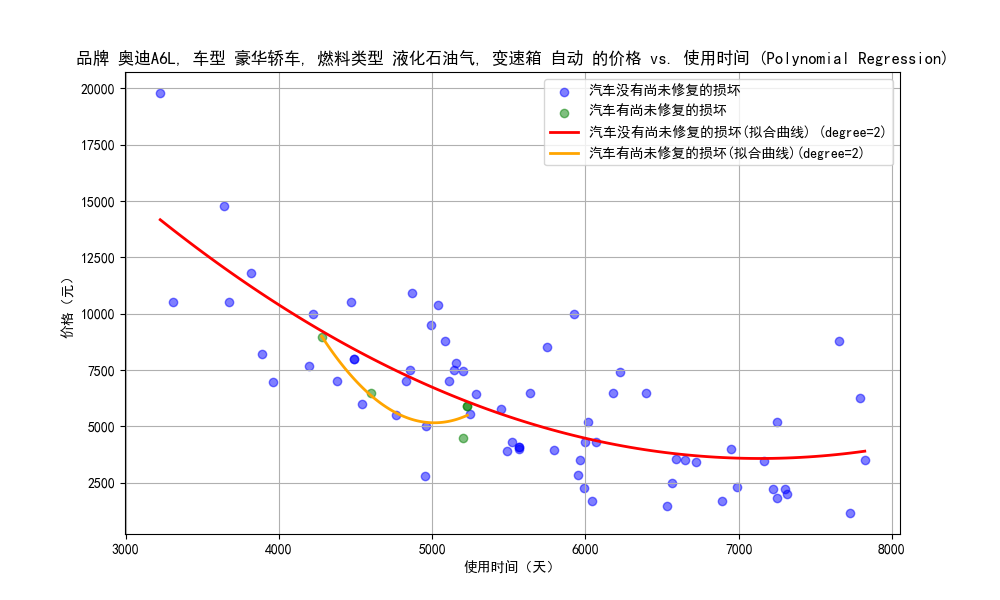 品牌 奥迪A6L, 车型 豪华轿车, 燃料类型 液化石油气, 变速箱 自动 的价格 vs. 使用时间 (Polynomial Regression)
汽车没有尚未修复的损坏
汽车有尚未修复的损坏
汽车没有尚未修复的损坏(拟合曲线) (degree=2)
汽车有尚未修复的损坏(拟合曲线)(degree=2)
价格（元）
20000
17500
15000
12500
10000
7500
5000
2500
3000 4000 5000 6000 7000 8000
使用时间（天）